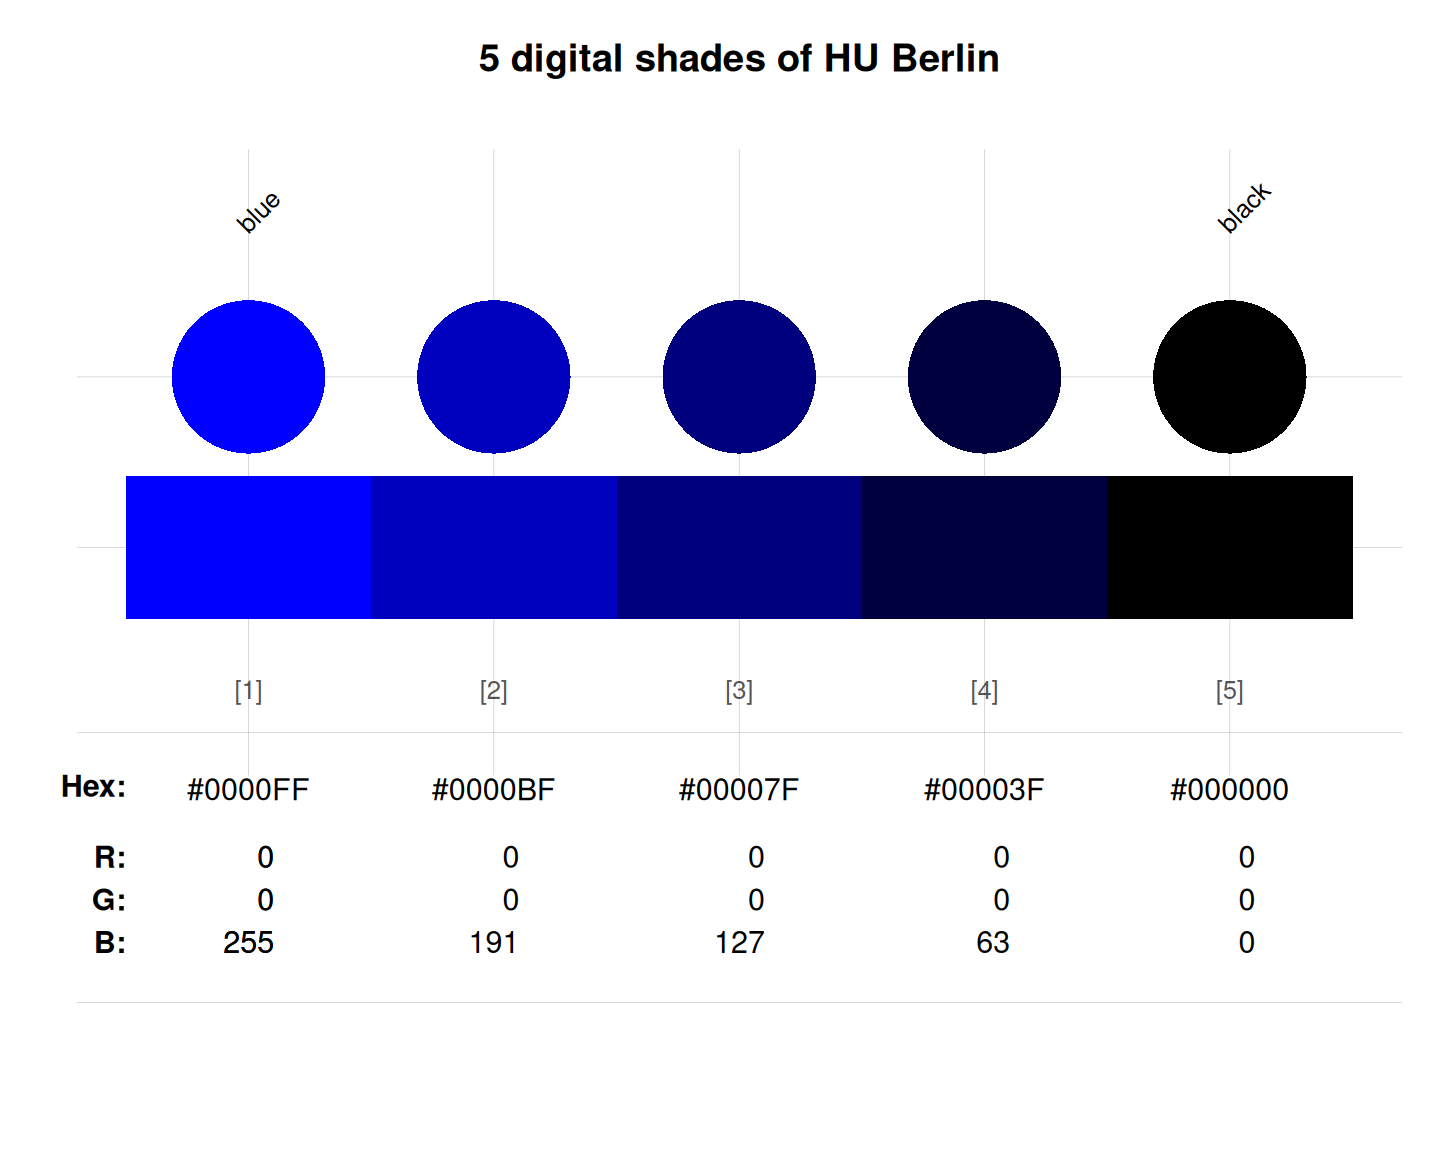 5 digital shades of HU Berlin
blue black
[1] [2] [3] [4] [5]
Hex: #0000FF #0000BF #00007F #00003F #000000
R: 0 0 0 0 0
G: 0 0 0 0 0
B: 255 191 127 63 0